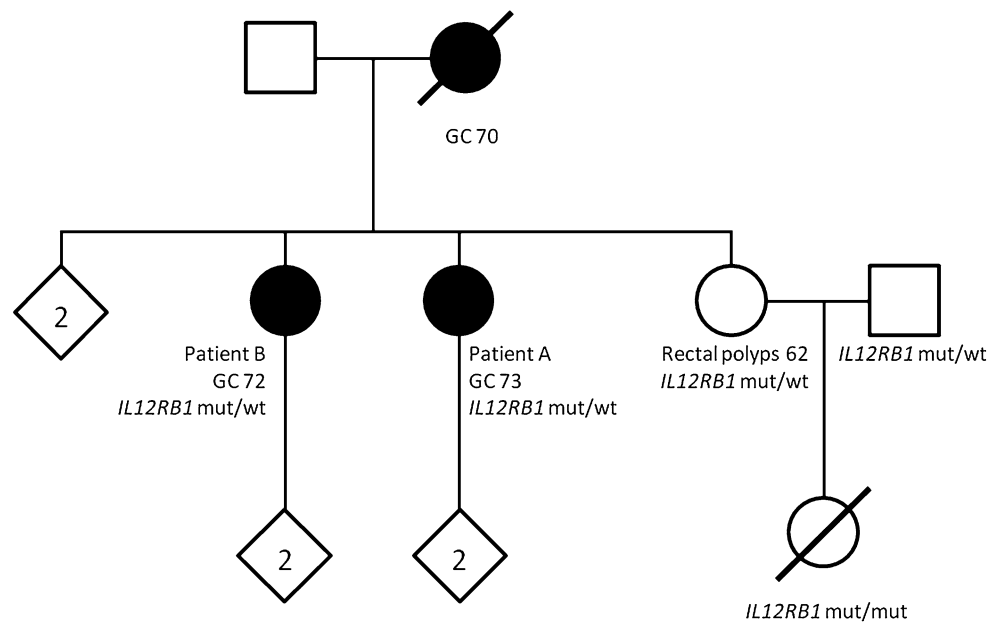 GC 70
2
Patient B
GC 72
IL12RB1 mut/wt
Patient A
GC 73
IL12RB1 mut/wt
Rectal polyps 62
IL12RB1 mut/wt
IL12RB1 mut/wt
2
2
IL12RB1 mut/mut